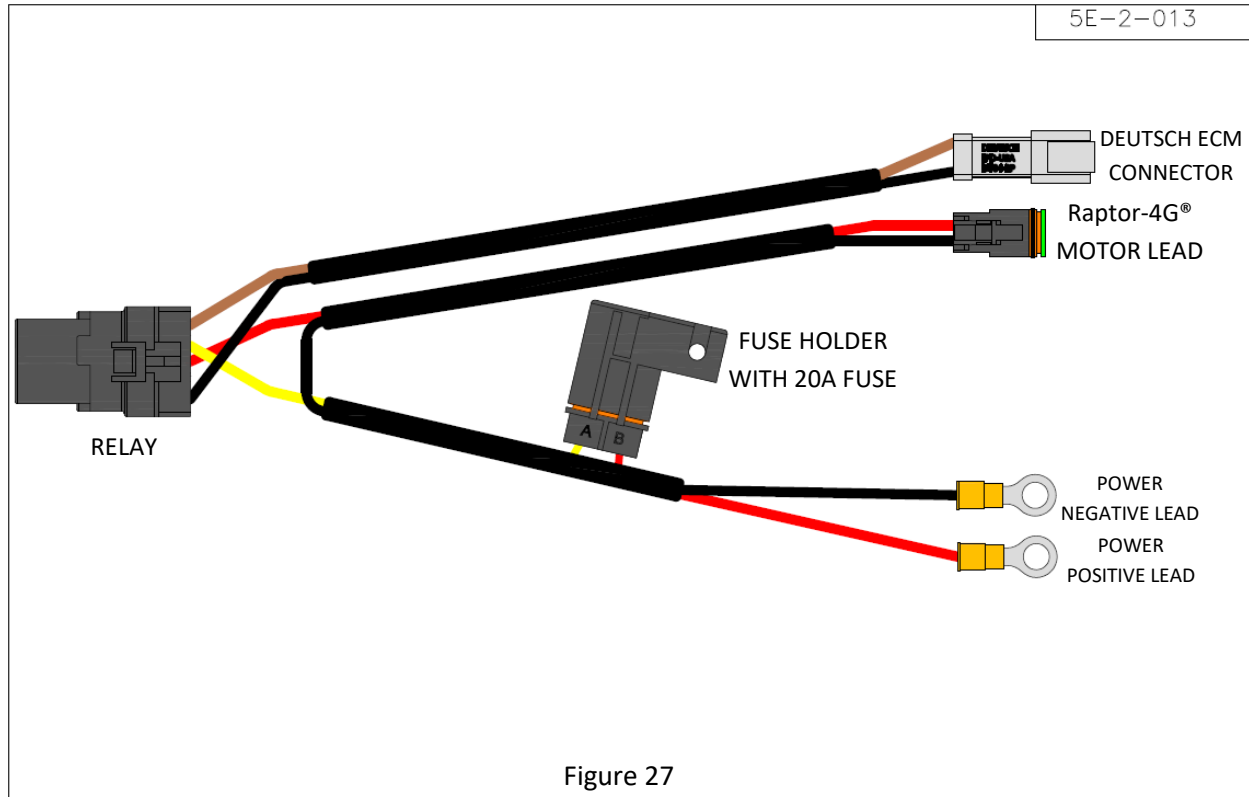 5E-2-013
DEUTSCH ECM
CONNECTOR
Raptor-4G®
MOTOR LEAD
FUSE HOLDER
WITH 20A FUSE
A B
RELAY
POWER
NEGATIVE LEAD
POWER
POSITIVE LEAD
Figure 27